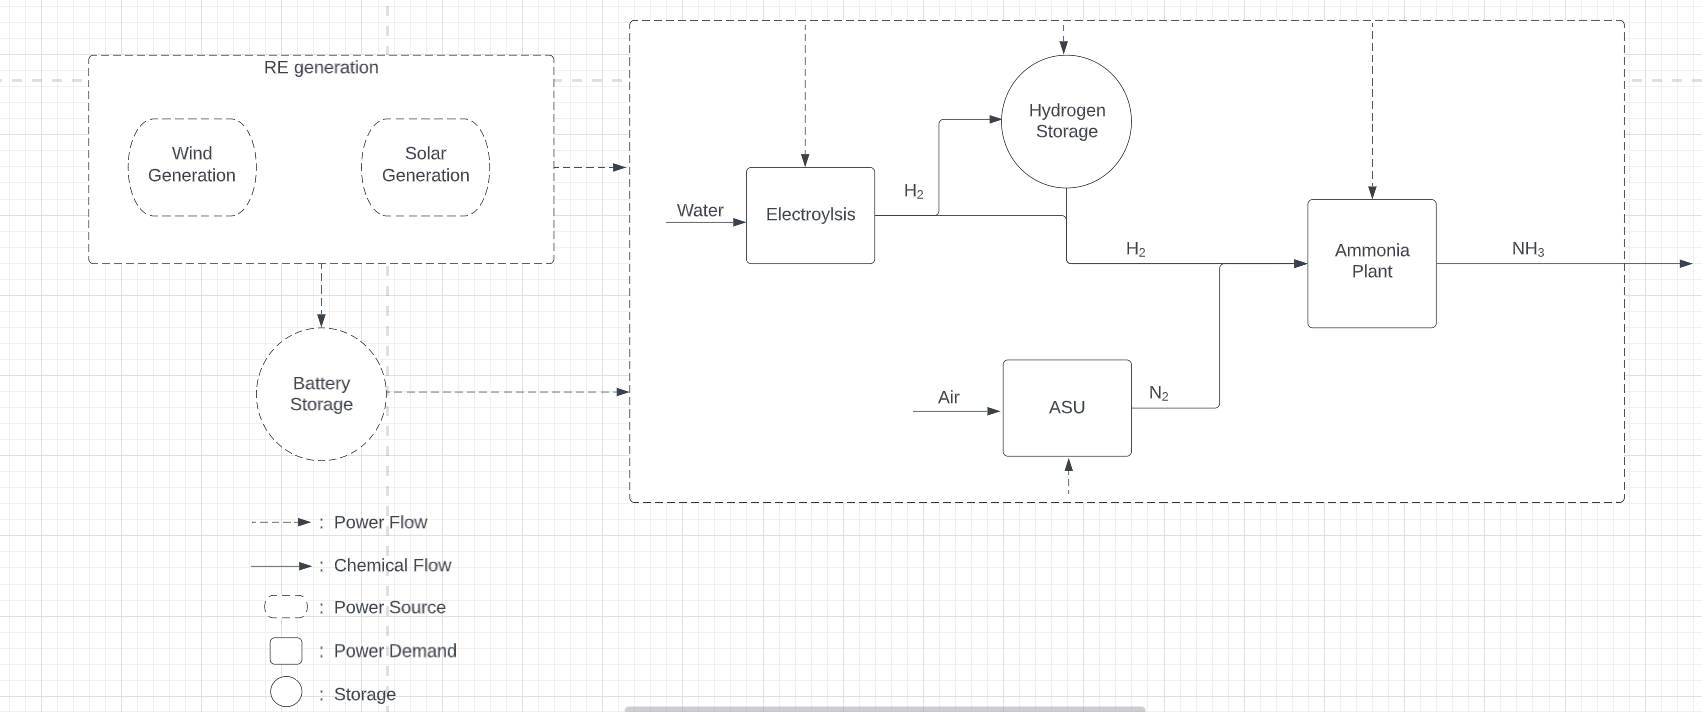 RE generation
Wind
Generation
Solar
Generation
Battery
Storage
Water
Electroylsis
H₂
Hydrogen
Storage
H₂
Ammonia
Plant
NH₃
Air
ASU
N₂
: Power Flow
: Chemical Flow
: Power Source
: Power Demand
: Storage